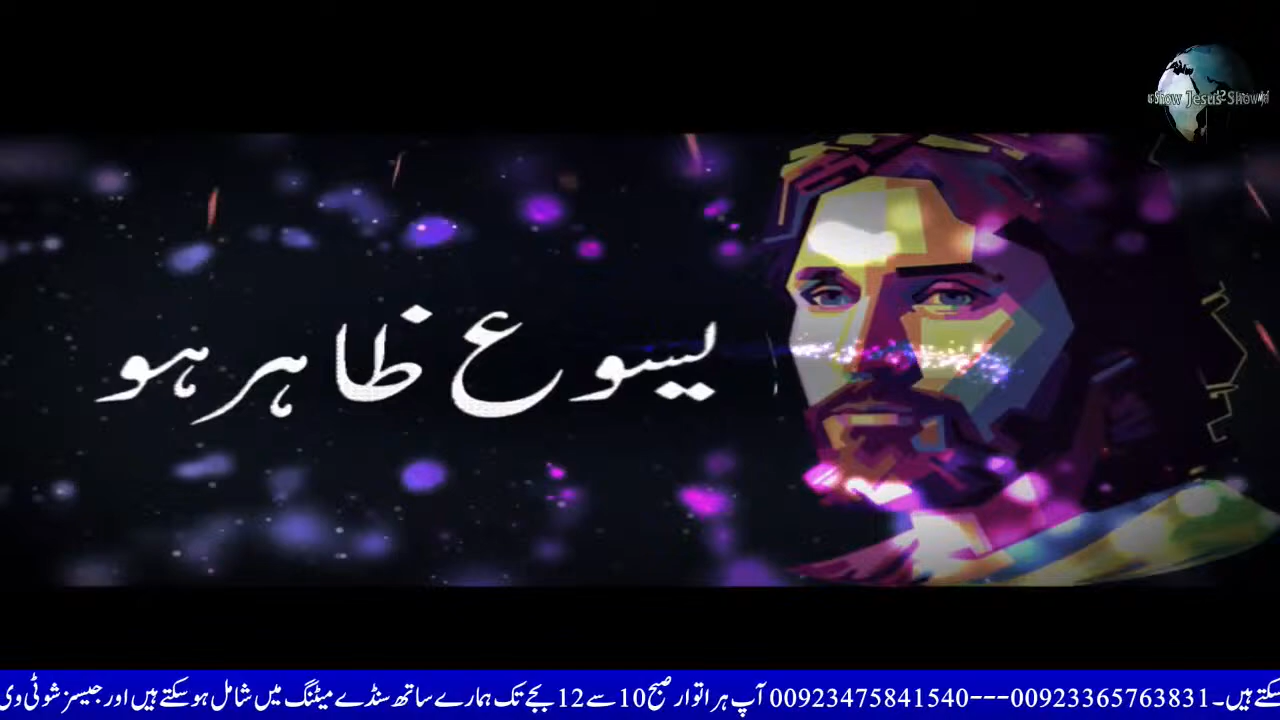 Show Jesus Show
یسوع ظاہر ہو
سکتے ہیں۔ 00923365763831---00923475841540 آپ ہر اتوار صبح 10 سے 12 بجے تک ہمارے ساتھ سنڈے میٹنگ میں شامل ہو سکتے ہیں اور جیسز شو ٹی وی